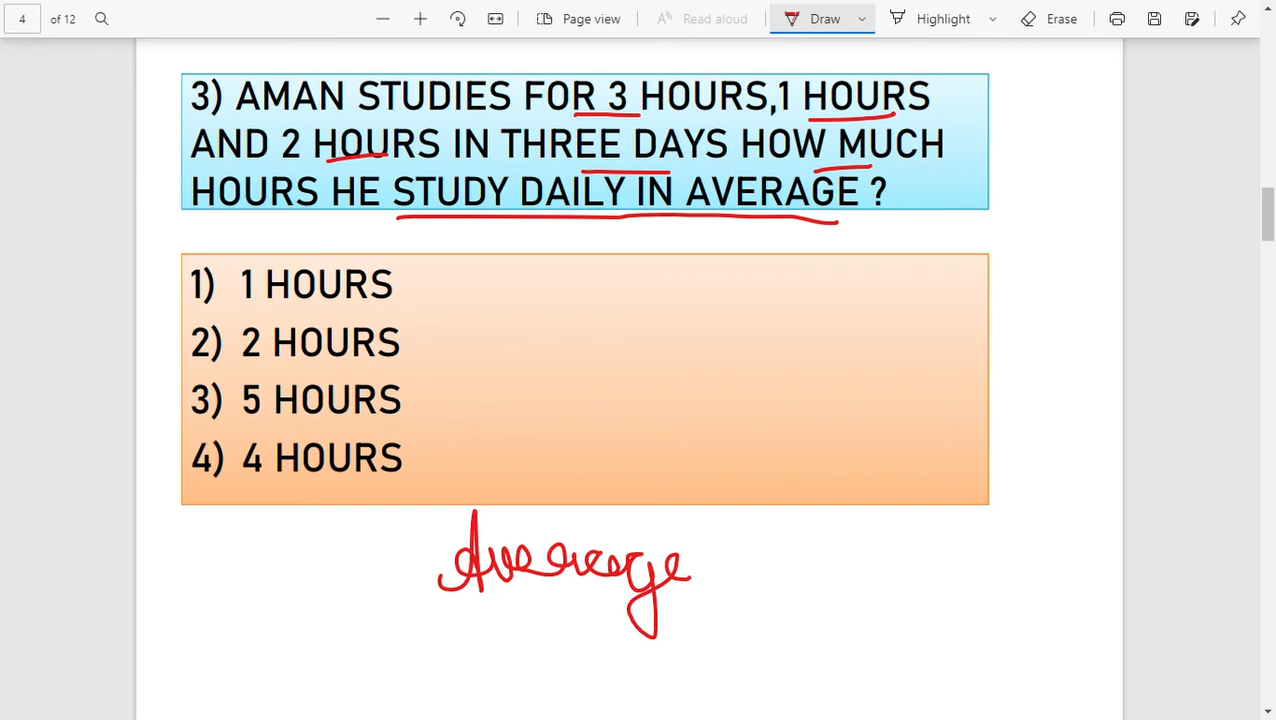 4 of 12 Page view Read aloud Draw Highlight Erase
3) AMAN STUDIES FOR 3 HOURS,1 HOURS
AND 2 HOURS IN THREE DAYS HOW MUCH
HOURS HE STUDY DAILY IN AVERAGE ?
1) 1 HOURS
2) 2 HOURS
3) 5 HOURS
4) 4 HOURS
Average